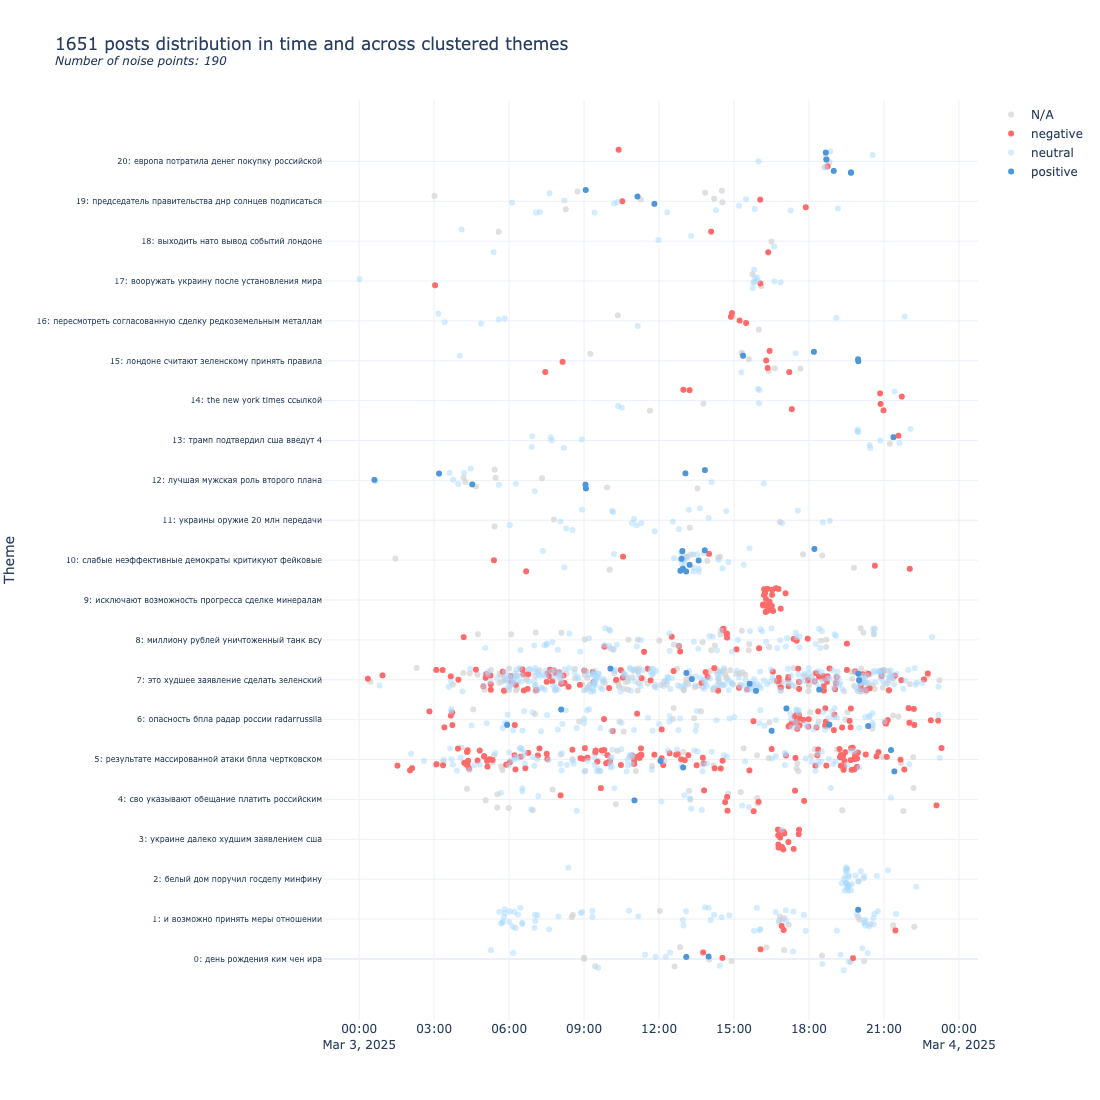 1651 posts distribution in time and across clustered themes
Number of noise points: 190
N/A
negative
neutral
positive
Theme
20: европа потратила денег покупку российской
19: председатель правительства днр солнцев подписаться
18: выходить нато вывод событий лондоне
17: вооружать украину после установления мира
16: пересмотреть согласованную сделку редкоземельным металлам
15: лондоне считают зеленскому принять правила
14: the new york times ссылкой
13: трамп подтвердил сша введут 4
12: лучшая мужская роль второго плана
11: украины оружие 20 млн передачи
10: слабые неэффективные демократы критикуют фейковые
9: исключают возможность прогресса сделке минералам
8: миллиону рублей уничтоженный танк всу
7: это худшее заявление сделать зеленский
6: опасность бпла радар россии radarrussiia
5: результате массированной атаки бпла чертковском
4: сво указывают обещание платить российским
3: украине далеко худшим заявлением сша
2: белый дом поручил госдепу минфину
1: и возможно принять меры отношении
0: день рождения ким чен ира
00:00 03:00 06:00 09:00 12:00 15:00 18:00 21:00 00:00
Mar 3, 2025 Mar 4, 2025